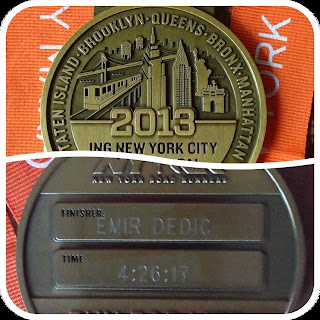 STATEN ISLAND·BROOKLYN·QUEENS·BRONX·MANHATTAN
2013
ING NEW YORK CITY
NEW YORK ROAD RUNNERS
FINISHER
EMIR DEDIC
TIME
4:26:17